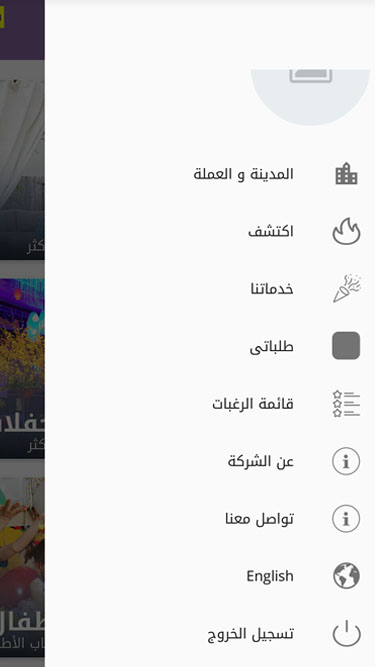 المدينة و العملة
اكتشف
خدماتنا
طلباتى
قائمة الرغبات
عن الشركة
تواصل معنا
English
تسجيل الخروج